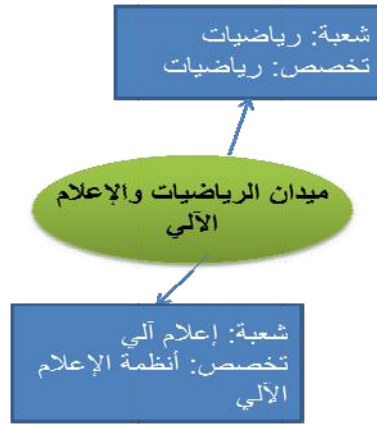 شعبة: رياضيات
تخصص: رياضيات
ميدان الرياضيات والإعلام
الآلي
شعبة: إعلام آلي
تخصص: أنظمة الإعلام
الآلي